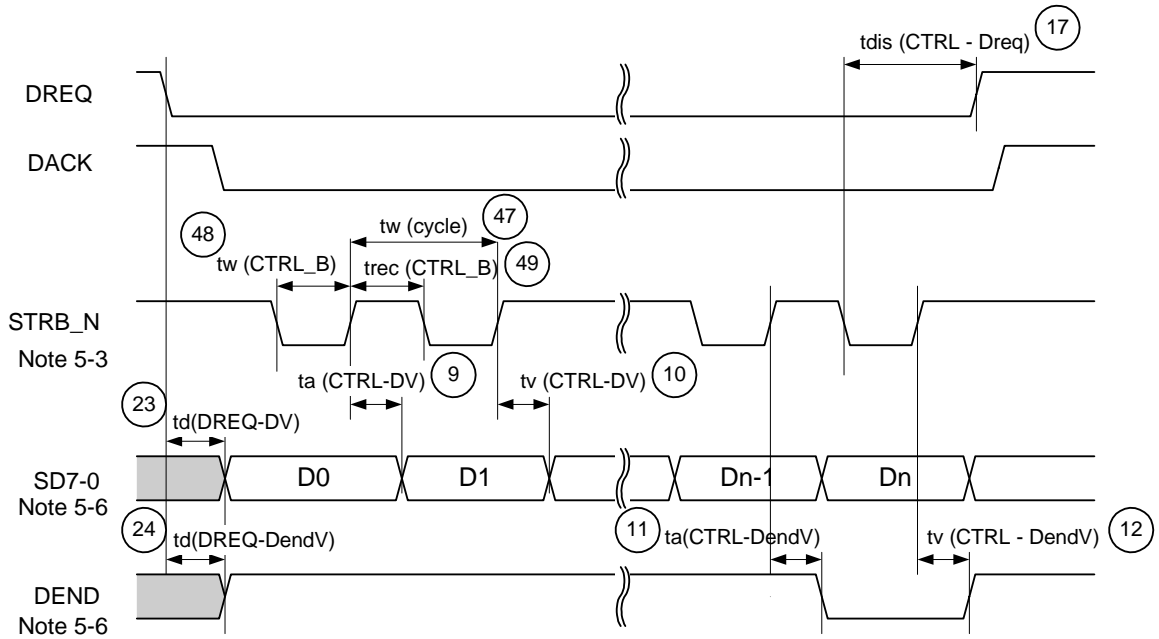 17
tdis (CTRL - Dreq)
DREQ
DACK
47
48
tw (cycle)
49
tw (CTRL_B)
trec (CTRL_B)
STRB_N
Note 5-3
9
10
ta (CTRL-DV)
tv (CTRL-DV)
23
td(DREQ-DV)
SD7-0
Note 5-6
D0
D1
Dn-1
Dn
24
td(DREQ-DendV)
11
ta(CTRL-DendV)
tv (CTRL - DendV)
12
DEND
Note 5-6